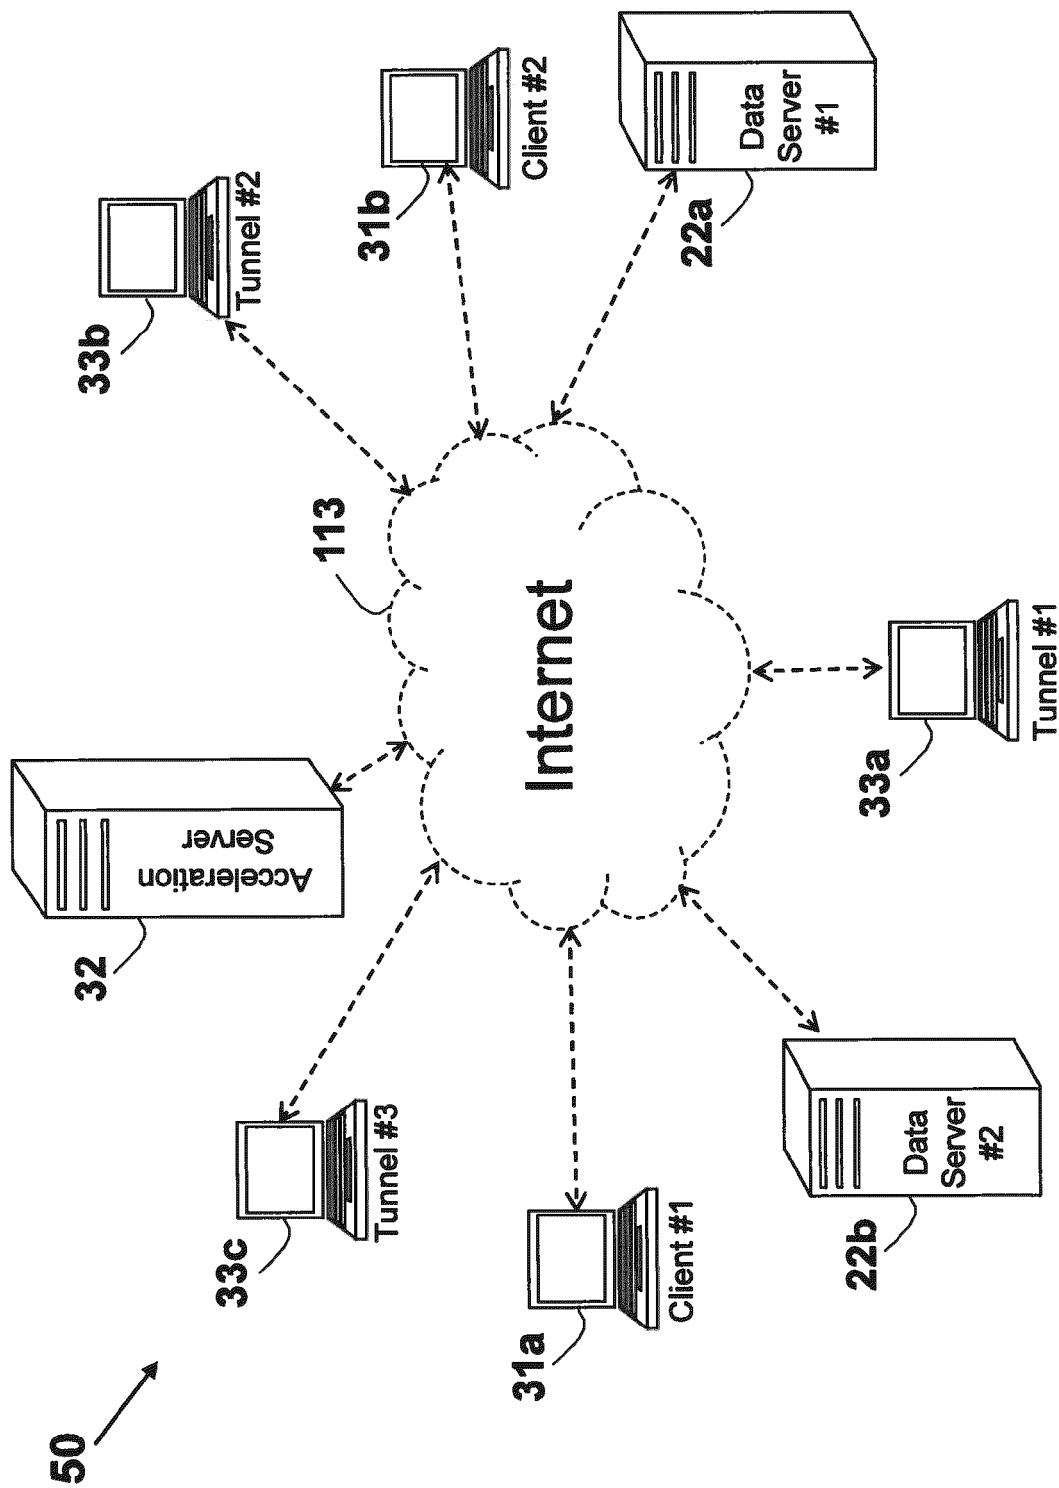 50
33c
Tunnel #3
32
Acceleration
Server
33b
Tunnel #2
31a
Client #1
113
Internet
31b
Client #2
22b
Data
Server
#2
33a
Tunnel #1
22a
Data
Server
#1